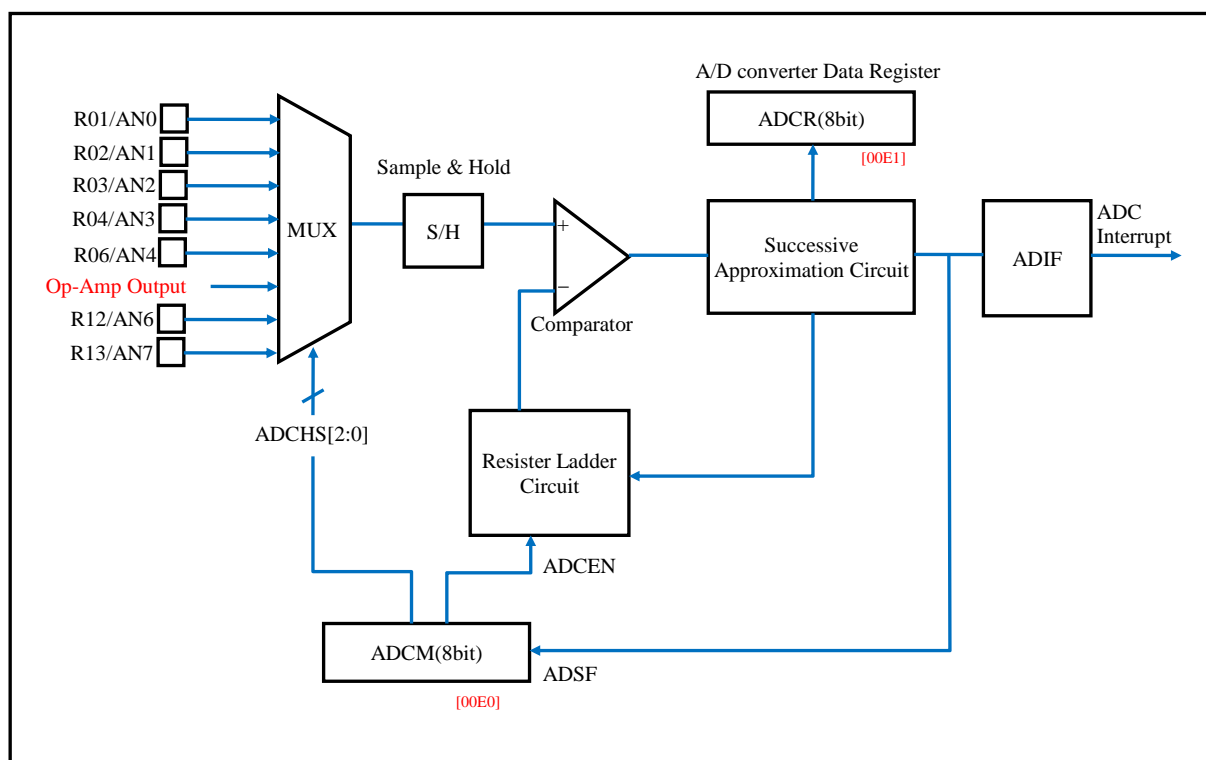 A/D converter Data Register
ADCR(8bit)
[00E1]
R01/AN0
R02/AN1
R03/AN2
R04/AN3
R06/AN4
Op-Amp Output
R12/AN6
R13/AN7
MUX
Sample & Hold
S/H
+
−
Comparator
Successive
Approximation Circuit
ADIF
ADC
Interrupt
ADCHS[2:0]
Resister Ladder
Circuit
ADCEN
ADCM(8bit)
ADSF
[00E0]